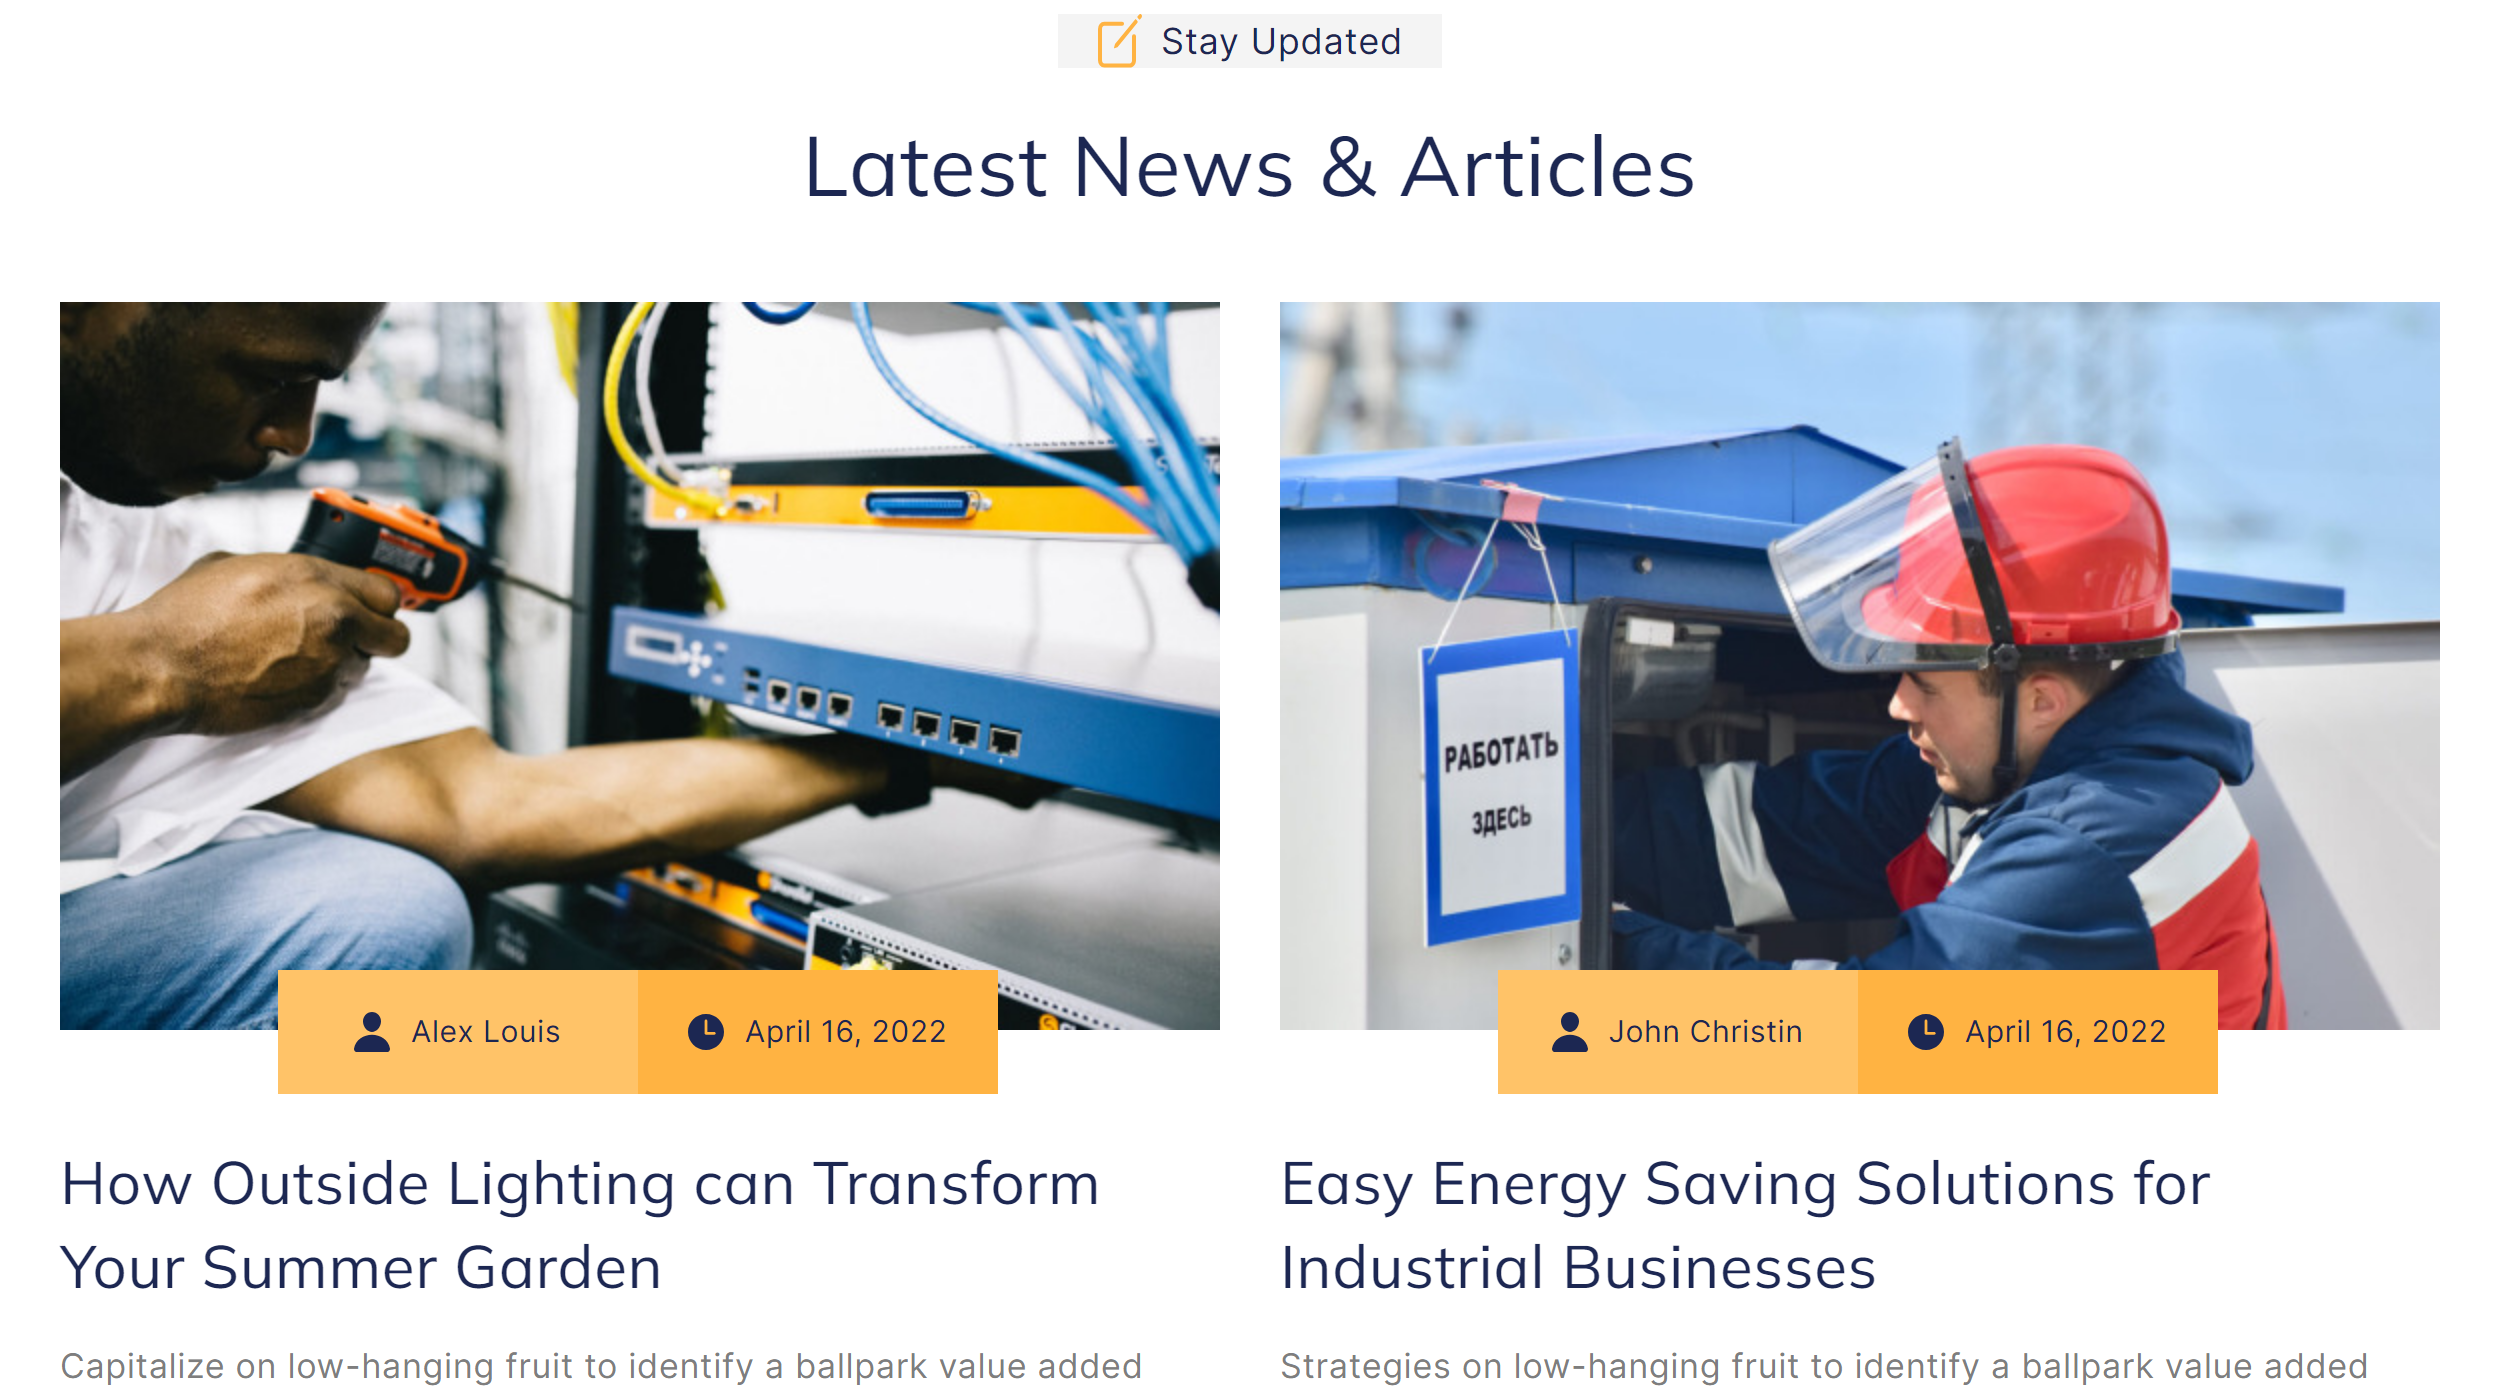 Stay Updated
Latest News & Articles
РАБОТАТЬ
ЗДЕСЬ
Alex Louis
April 16, 2022
John Christin
April 16, 2022
How Outside Lighting can Transform
Your Summer Garden
Easy Energy Saving Solutions for
Industrial Businesses
Capitalize on low-hanging fruit to identify a ballpark value added
Strategies on low-hanging fruit to identify a ballpark value added